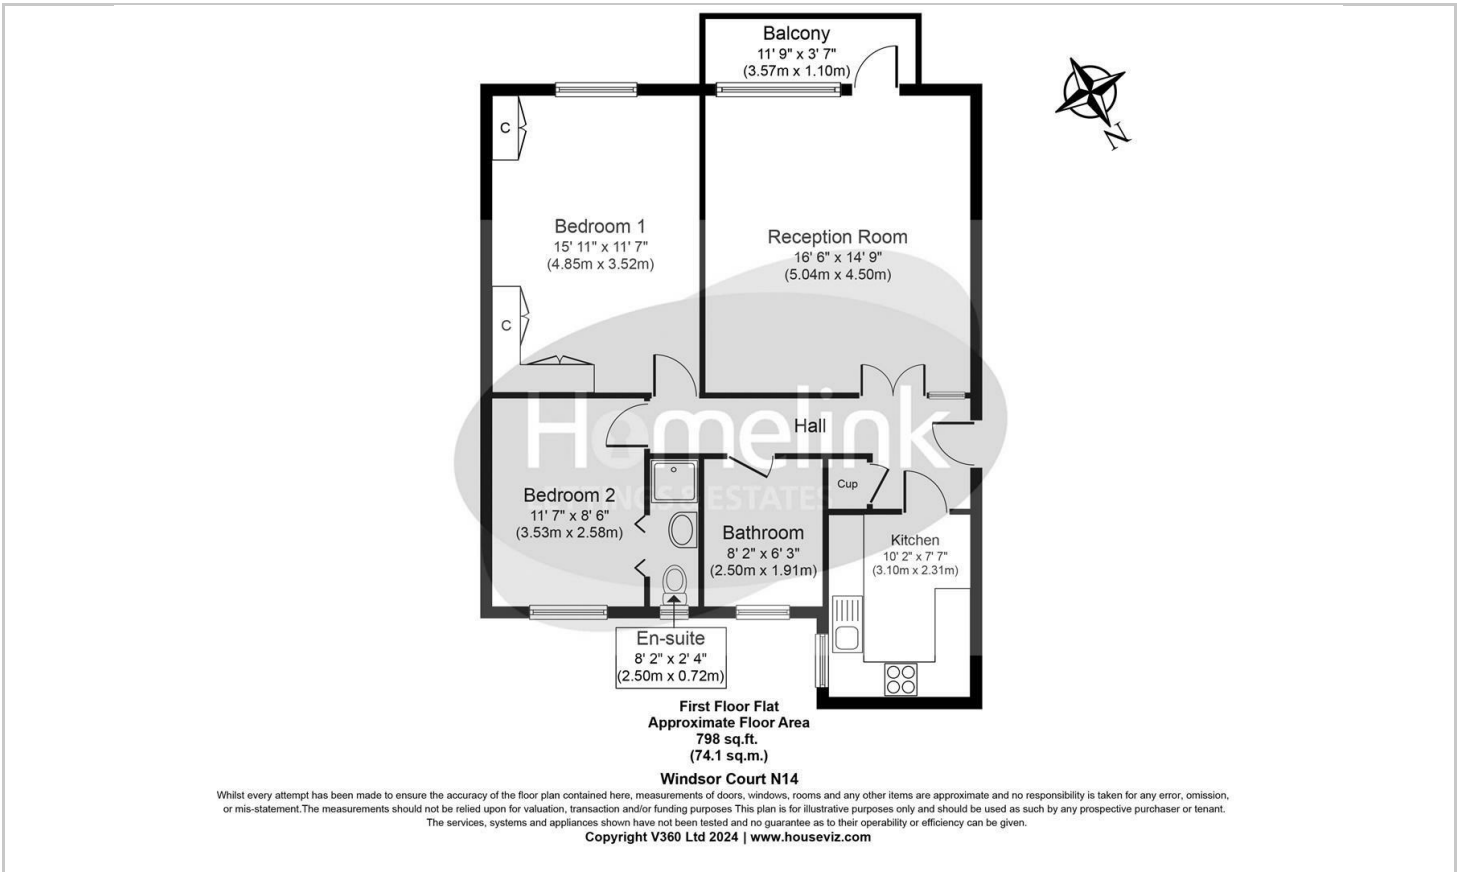 Balcony
11' 9" x 3' 7"
(3.57m x 1.10m)
N
C
Bedroom 1
15' 11" x 11' 7"
(4.85m x 3.52m)
Reception Room
16' 6" x 14' 9"
(5.04m x 4.50m)
C
Homelink
LETTINGS & ESTATES
Hall
Bedroom 2
11' 7" x 8' 6"
(3.53m x 2.58m)
Cup
Bathroom
8' 2" x 6' 3"
(2.50m x 1.91m)
Kitchen
10' 2" x 7' 7"
(3.10m x 2.31m)
En-suite
8' 2" x 2' 4"
(2.50m x 0.72m)
First Floor Flat
Approximate Floor Area
798 sq.ft.
(74.1 sq.m.)
Windsor Court N14
Whilst every attempt has been made to ensure the accuracy of the floor plan contained here, measurements of doors, windows, rooms and any other items are approximate and no responsibility is taken for any error, omission,
or mis-statement.The measurements should not be relied upon for valuation, transaction and/or funding purposes This plan is for illustrative purposes only and should be used as such by any prospective purchaser or tenant.
The services, systems and appliances shown have not been tested and no guarantee as to their operability or efficiency can be given.
Copyright V360 Ltd 2024 | www.houseviz.com